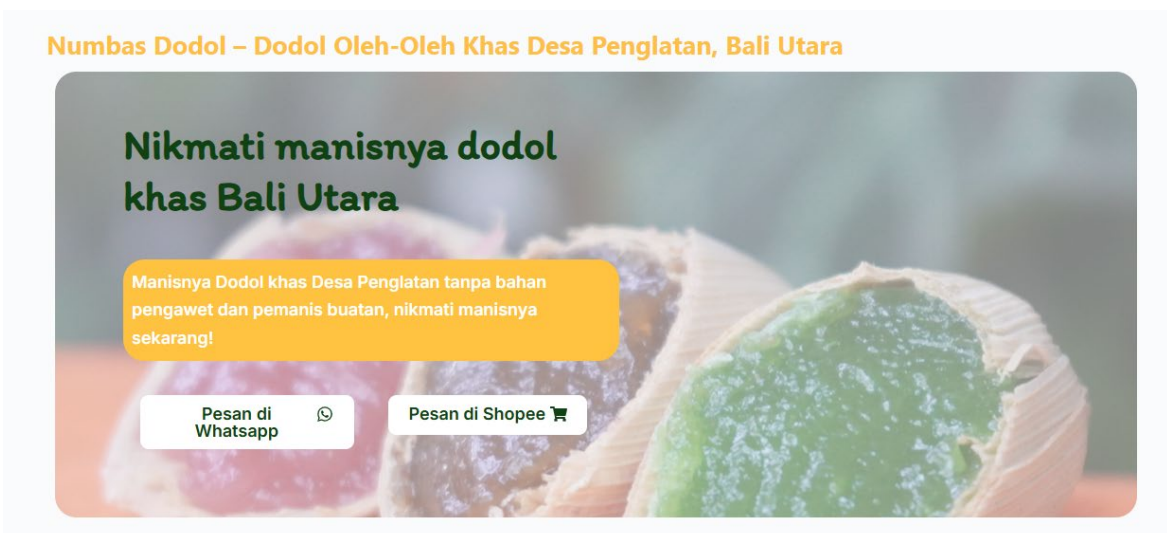 Numbas Dodol – Dodol Oleh-Oleh Khas Desa Penglatan, Bali Utara
Nikmati manisnya dodol
khas Bali Utara
Manisnya Dodol khas Desa Penglatan tanpa bahan
pengawet dan pemanis buatan, nikmati manisnya
sekarang!
Pesan di
Whatsapp
Pesan di Shopee